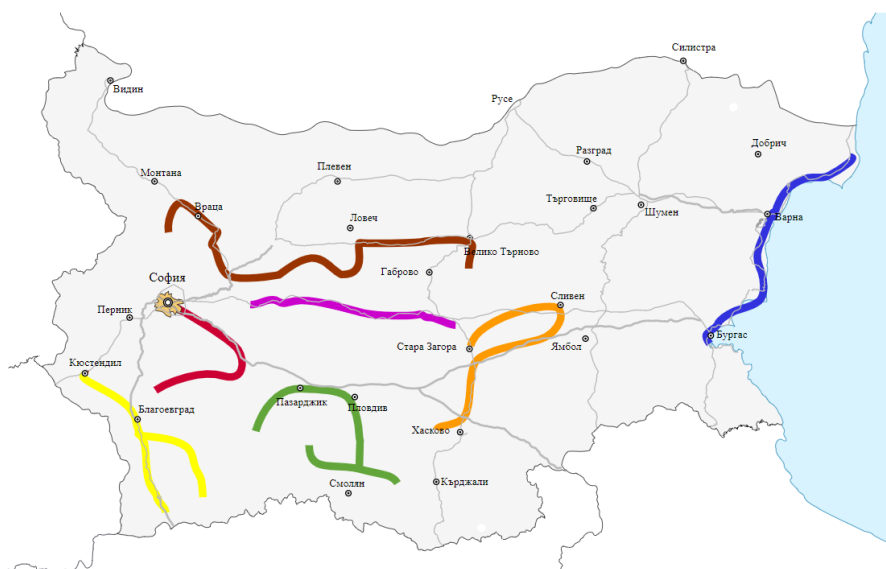 Силистра
Видин
Русе
Добрич
Разград
Плевен
Монтана
Враца
Търговище
Шумен
Варна
Ловеч
Велико Търново
Габрово
София
Сливен
Перник
Бургас
Стара Загора
Ямбол
Кюстендил
Пазарджик
Пловдив
Благоевград
Хасково
Смолян
Кърджали